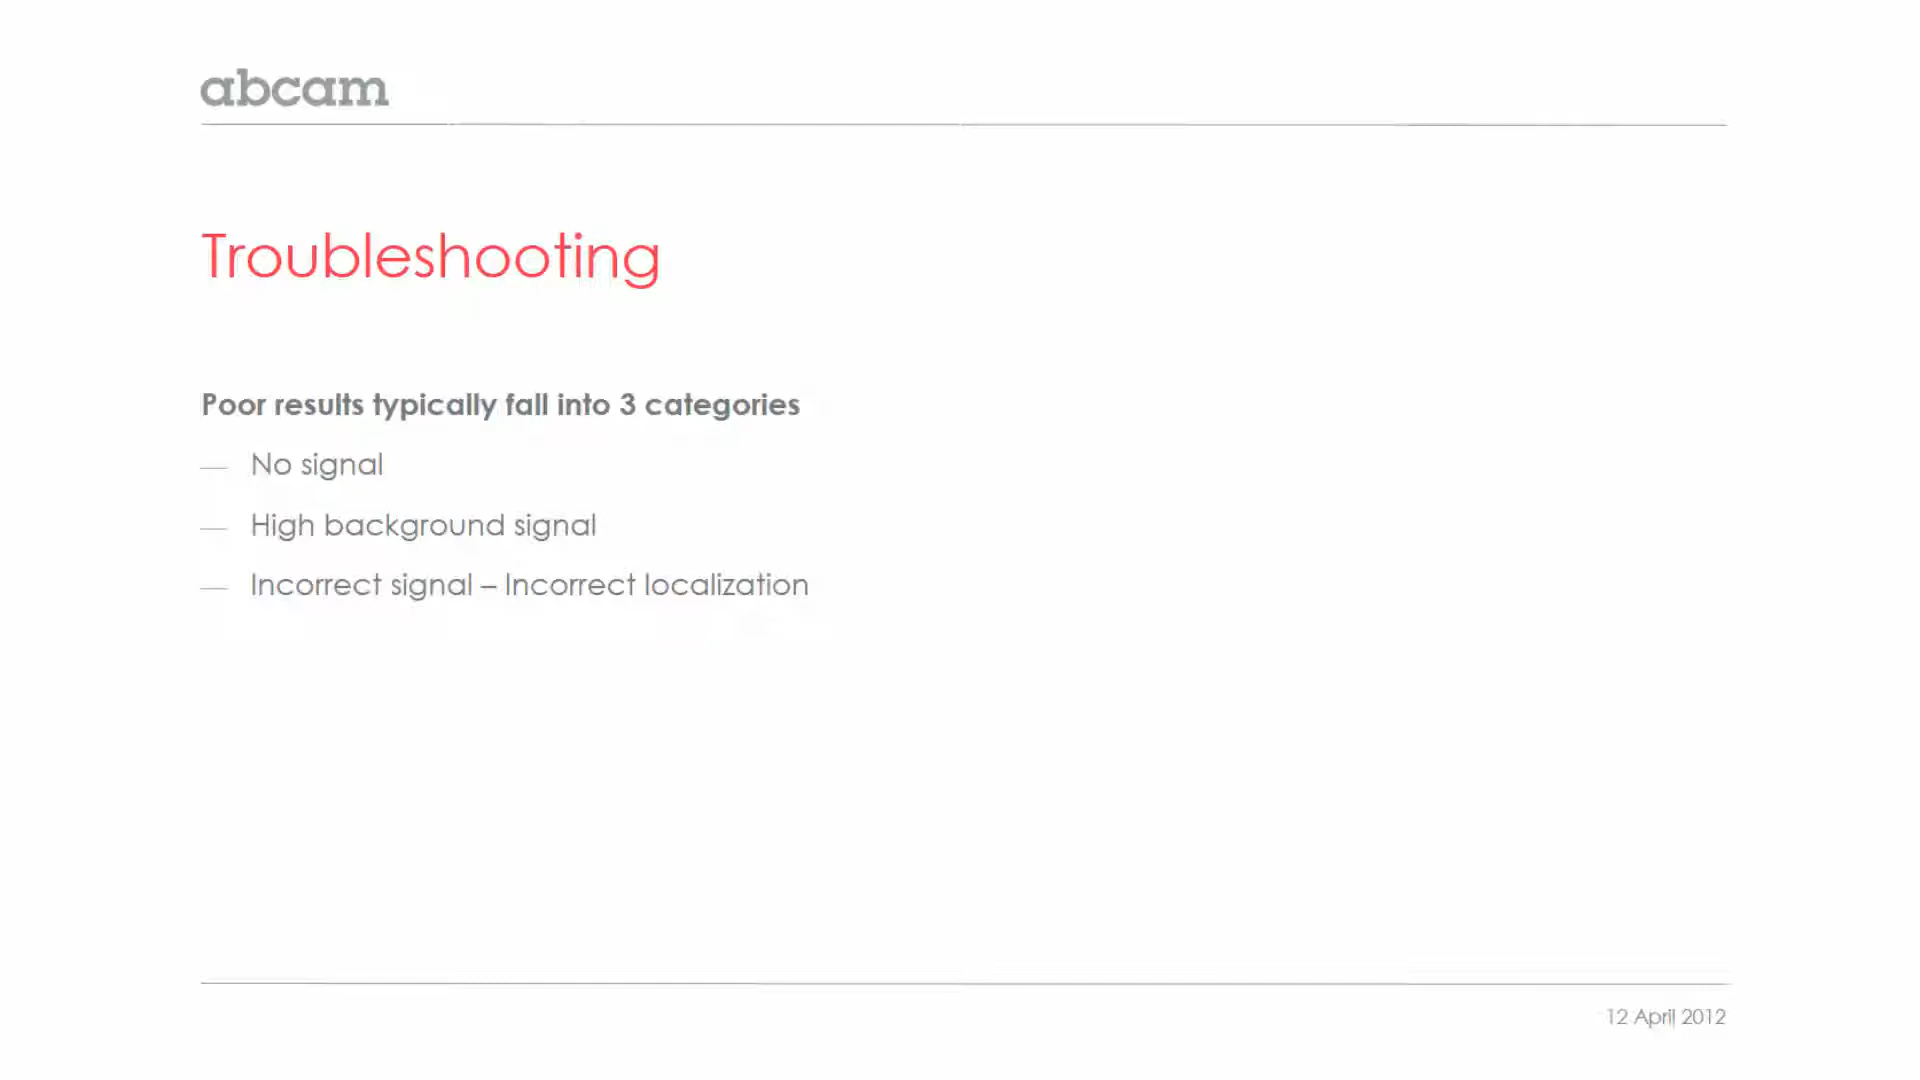 abcam
Troubleshooting
Poor results typically fall into 3 categories
— No signal
— High background signal
— Incorrect signal – Incorrect localization
12 April 2012